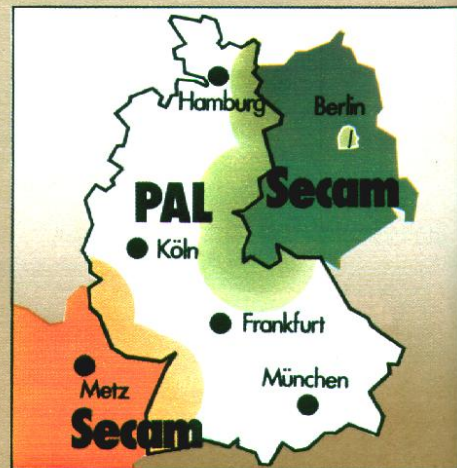 Hamburg
Berlin
PAL
Secam
Köln
Frankfurt
Metz
München
Secam